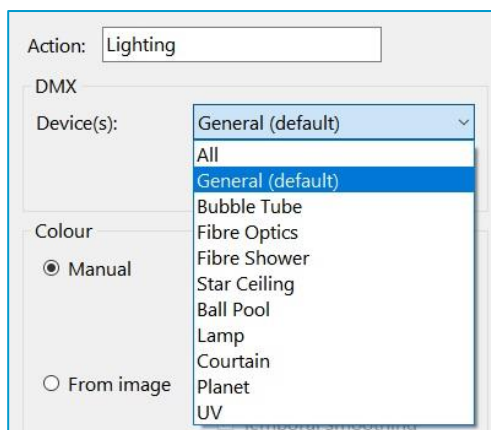 Action: Lighting
DMX
Device(s): General (default)
All
General (default)
Bubble Tube
Fibre Optics
Colour
Fibre Shower
Manual
Star Ceiling
Ball Pool
Lamp
Courtain
From image
Planet
UV